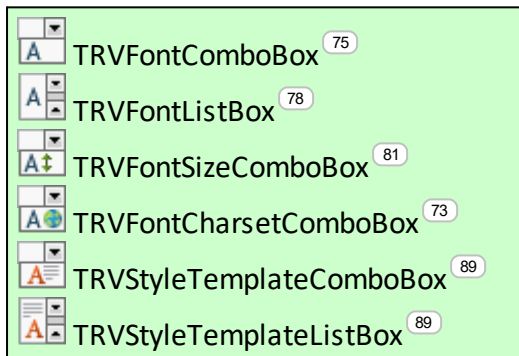 TRVFontComboBox 75
TRVFontListBox 78
TRVFontSizeComboBox 81
TRVFontCharsetComboBox 73
TRVStyleTemplateComboBox 89
TRVStyleTemplateListBox 89